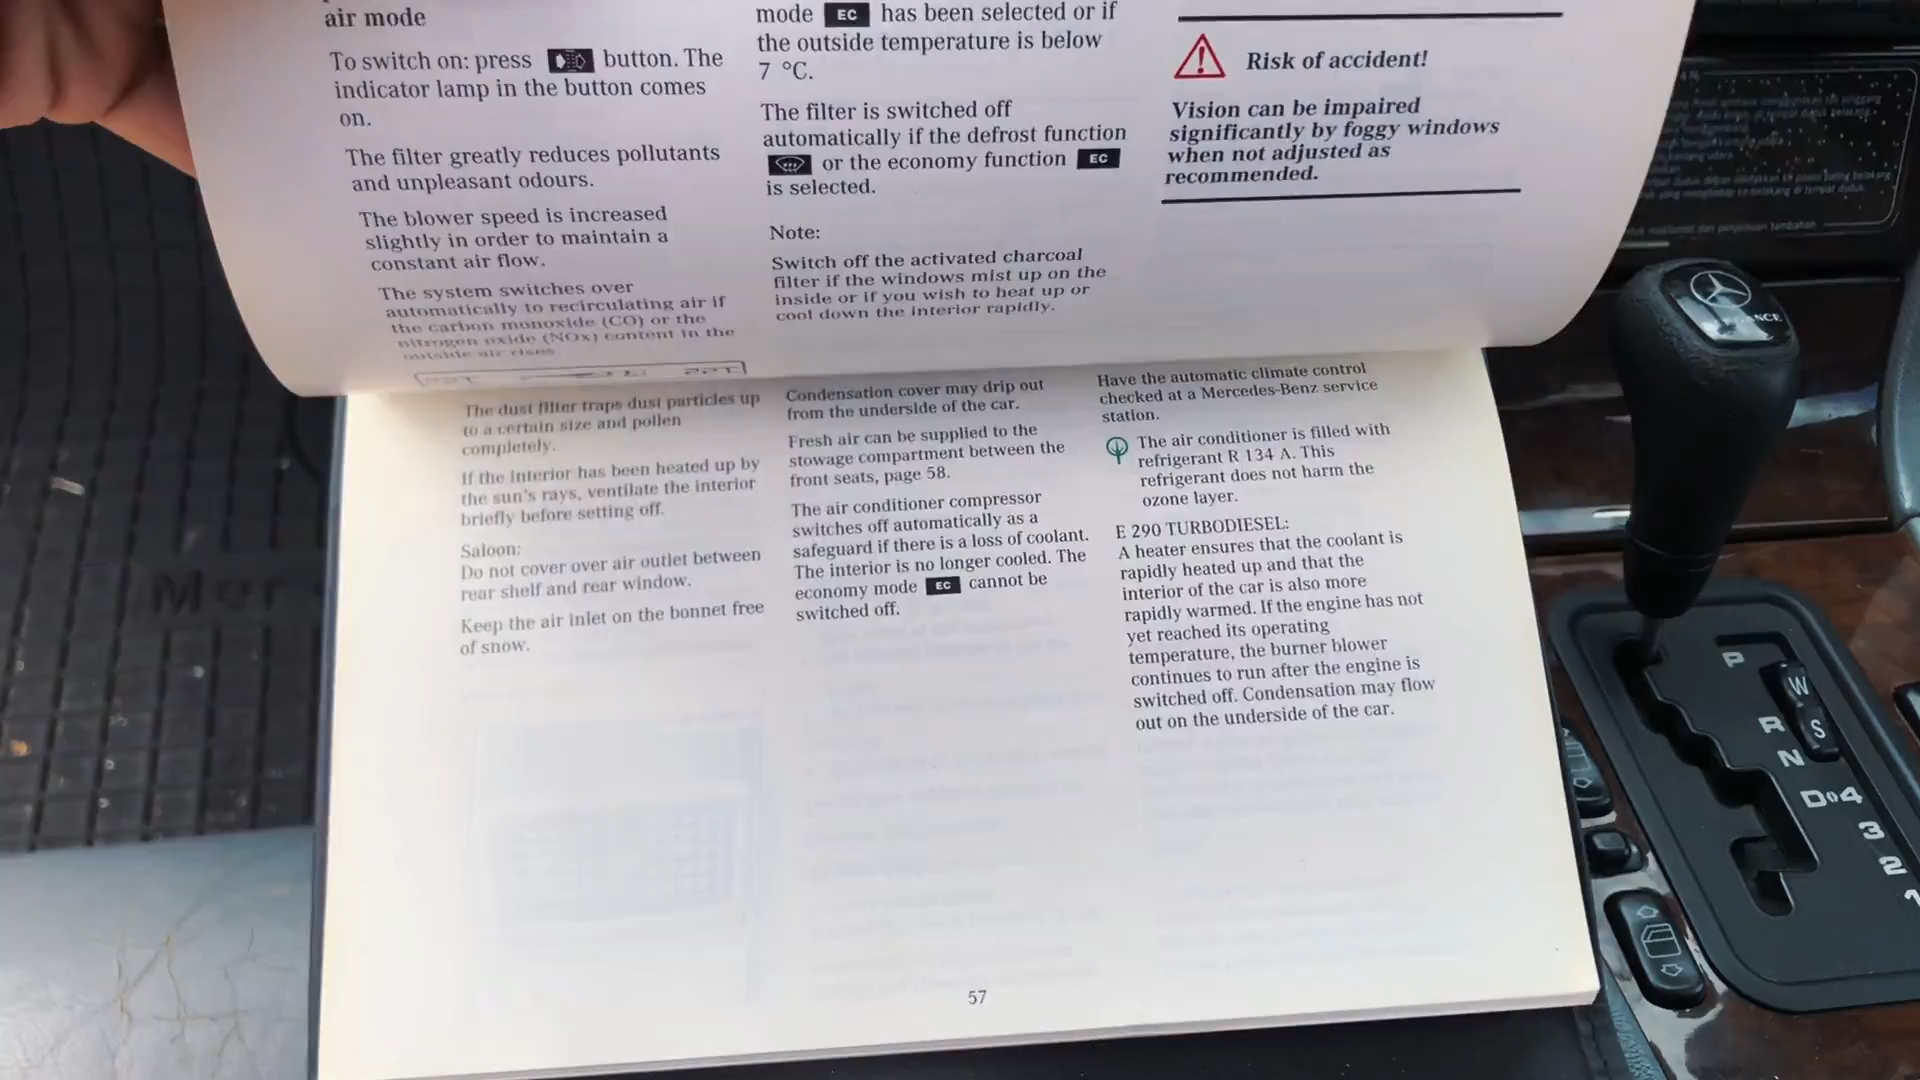 air mode
To switch on: press button. The
indicator lamp in the button comes
on.
The filter greatly reduces pollutants
and unpleasant odours.
The blower speed is increased
slightly in order to maintain a
constant air flow.
The system switches over
automatically to recirculating air if
the carbon monoxide (CO) or the
nitrogen oxide (NOx) content in the
outside air rises
mode EC has been selected or if
the outside temperature is below
7 °C.
The filter is switched off
automatically if the defrost function
or the economy function EC
is selected.
Note:
Switch off the activated charcoal
filter if the windows mist up on the
inside or if you wish to heat up or
cool down the interior rapidly.
Risk of accident!
Vision can be impaired
significantly by foggy windows
when not adjusted as
recommended.
The dust filter traps dust particles up
to a certain size and pollen
completely.
If the interior has been heated up by
the sun's rays, ventilate the interior
briefly before setting off.
Saloon:
Do not cover over air outlet between
rear shelf and rear window.
Keep the air inlet on the bonnet free
of snow.
Condensation cover may drip out
from the underside of the car.
Fresh air can be supplied to the
stowage compartment between the
front seats, page 58.
The air conditioner compressor
switches off automatically as a
safeguard if there is a loss of coolant.
The interior is no longer cooled. The
economy mode EC cannot be
switched off.
Have the automatic climate control
checked at a Mercedes-Benz service
station.
The air conditioner is filled with
refrigerant R 134 A. This
refrigerant does not harm the
ozone layer.
E 290 TURBODIESEL:
A heater ensures that the coolant is
rapidly heated up and that the
interior of the car is also more
rapidly warmed. If the engine has not
yet reached its operating
temperature, the burner blower
continues to run after the engine is
switched off. Condensation may flow
out on the underside of the car.
57
P
R
N
D 4
3
2
1
W
S